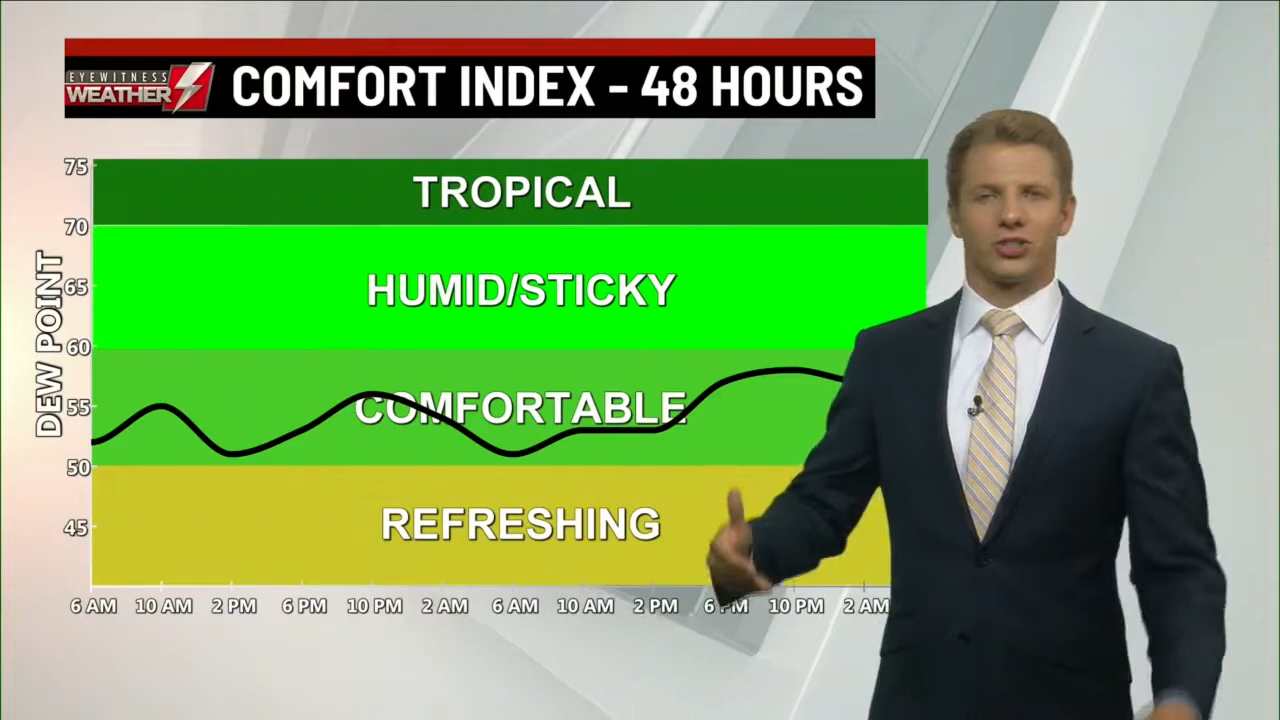 EYEWITNESS
WEATHER
COMFORT INDEX - 48 HOURS
DEW POINT
75
70
65
60
55
50
45
TROPICAL
HUMID/STICKY
COMFORTABLE
REFRESHING
6 AM 10 AM 2 PM 6 PM 10 PM 2 AM 6 AM 10 AM 2 PM 6 PM 10 PM 2 AM